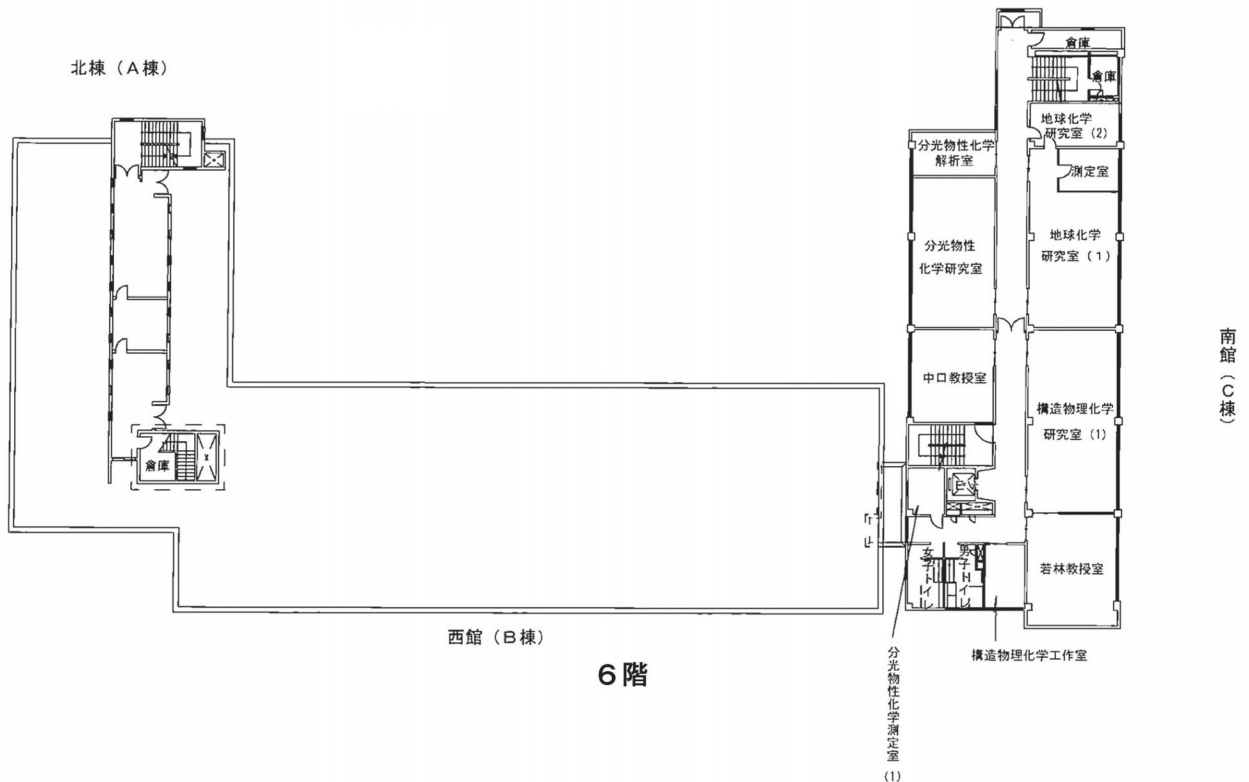 北棟（A棟）
倉庫
倉庫
地球化学
研究室（2）
分光物性化学
解析室
測定室
分光物性
化学研究室
地球化学
研究室（1）
南館（C棟）
中口教授室
構造物理化学
研究室（1）
倉庫
女子トイレ
男子トイレ
若林教授室
西館（B棟）
構造物理化学工作室
6階
分光物性化学測定室
(1)